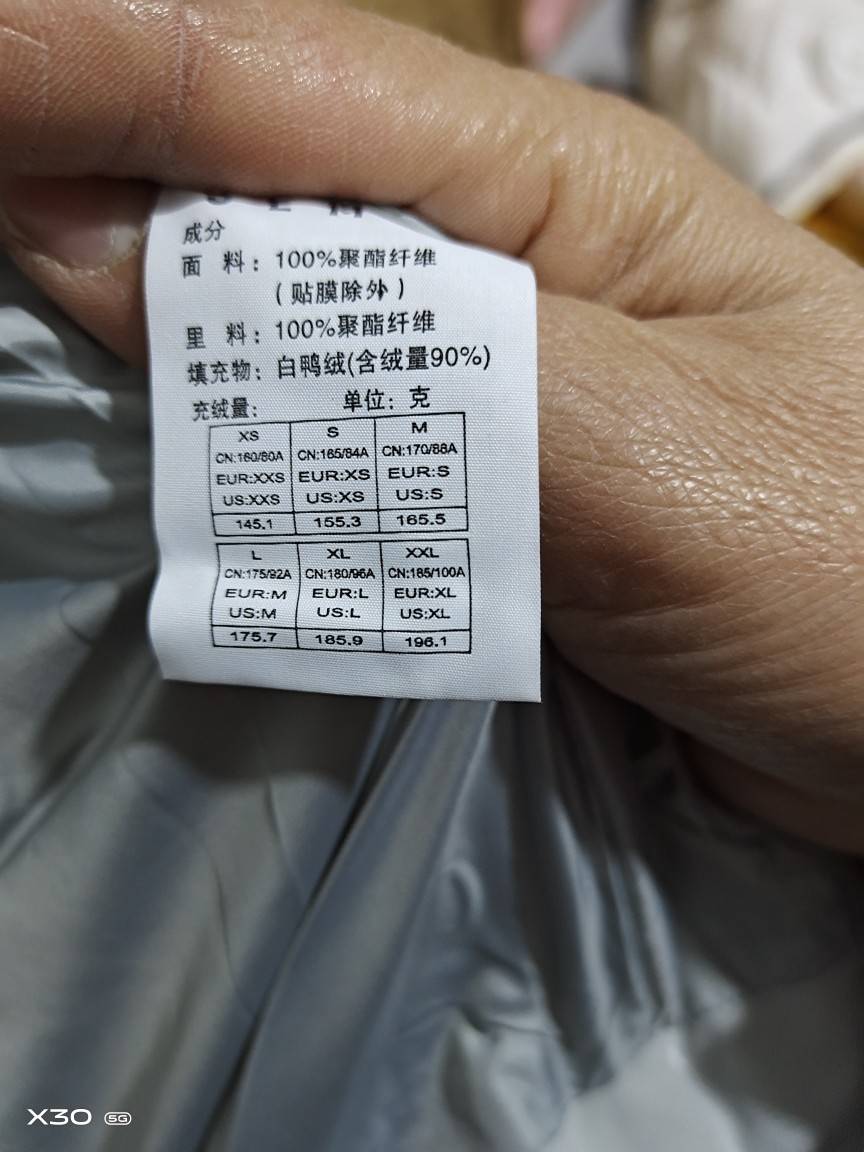 成分
面 料：100%聚酯纤维
(贴膜除外)
里 料：100%聚酯纤维
填充物：白鸭绒(含绒量90%)
充绒量： 单位：克
XS S M
CN:160/80A CN:165/84A CN:170/88A
EUR:XXS EUR:XS EUR:S
US:XXS US:XS US:S
145.1 155.3 165.5
L XL XXL
CN:175/92A CN:180/96A CN:185/100A
EUR:M EUR:L EUR:XL
US:M US:L US:XL
175.7 185.9 196.1
X30 5G